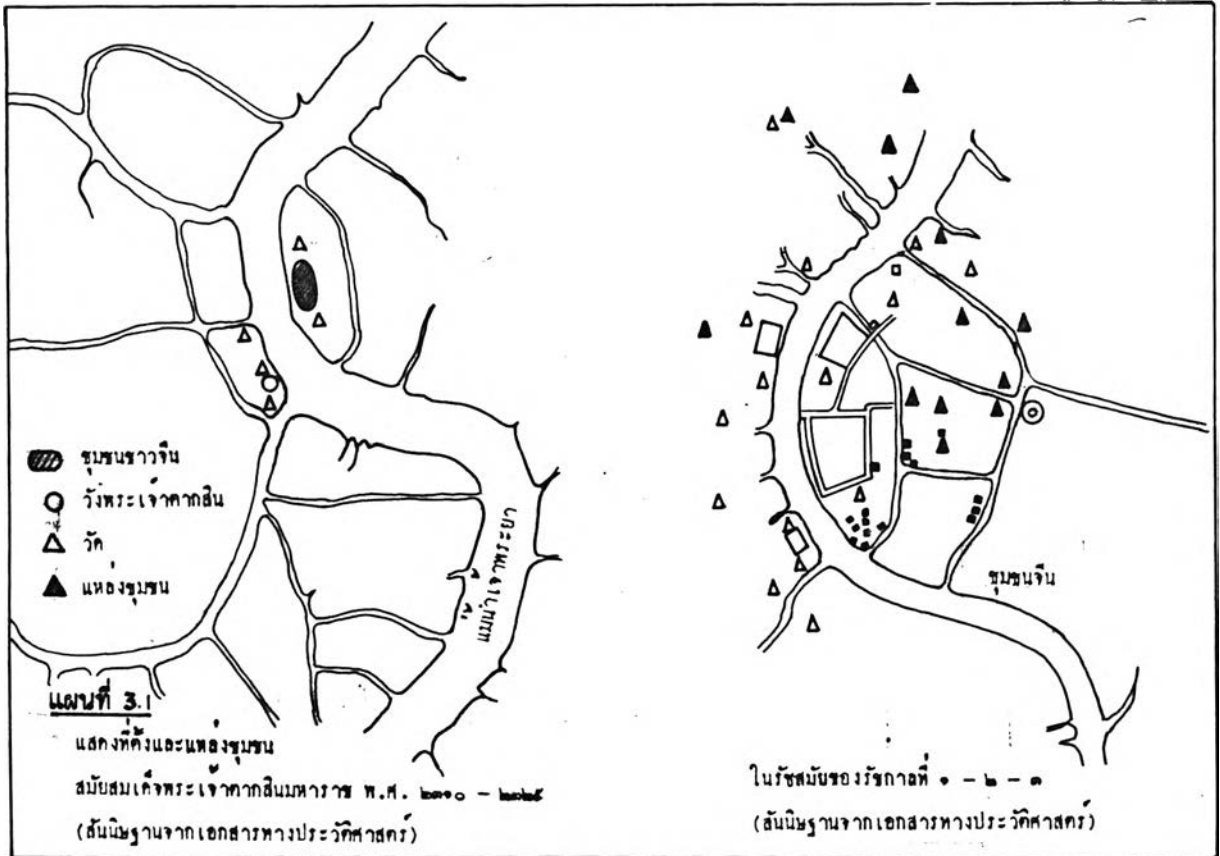 ชุมชนชาวจีน
วังพระเจ้าตากสิน
วัด
แหล่งชุมชน
แม่น้ำเจ้าพระยา
แผนที่ 3.1
แสดงที่ตั้งและแหล่งชุมชน
สมัยสมเด็จพระเจ้าตากสินมหาราช พ.ศ. ๒๓๑๐ - ๒๓๒๕
(สันนิษฐานจากเอกสารทางประวัติศาสตร์)
ชุมชนจีน
ในรัชสมัยของรัชกาลที่ ๑ - ๒ - ๓
(สันนิษฐานจากเอกสารทางประวัติศาสตร์)